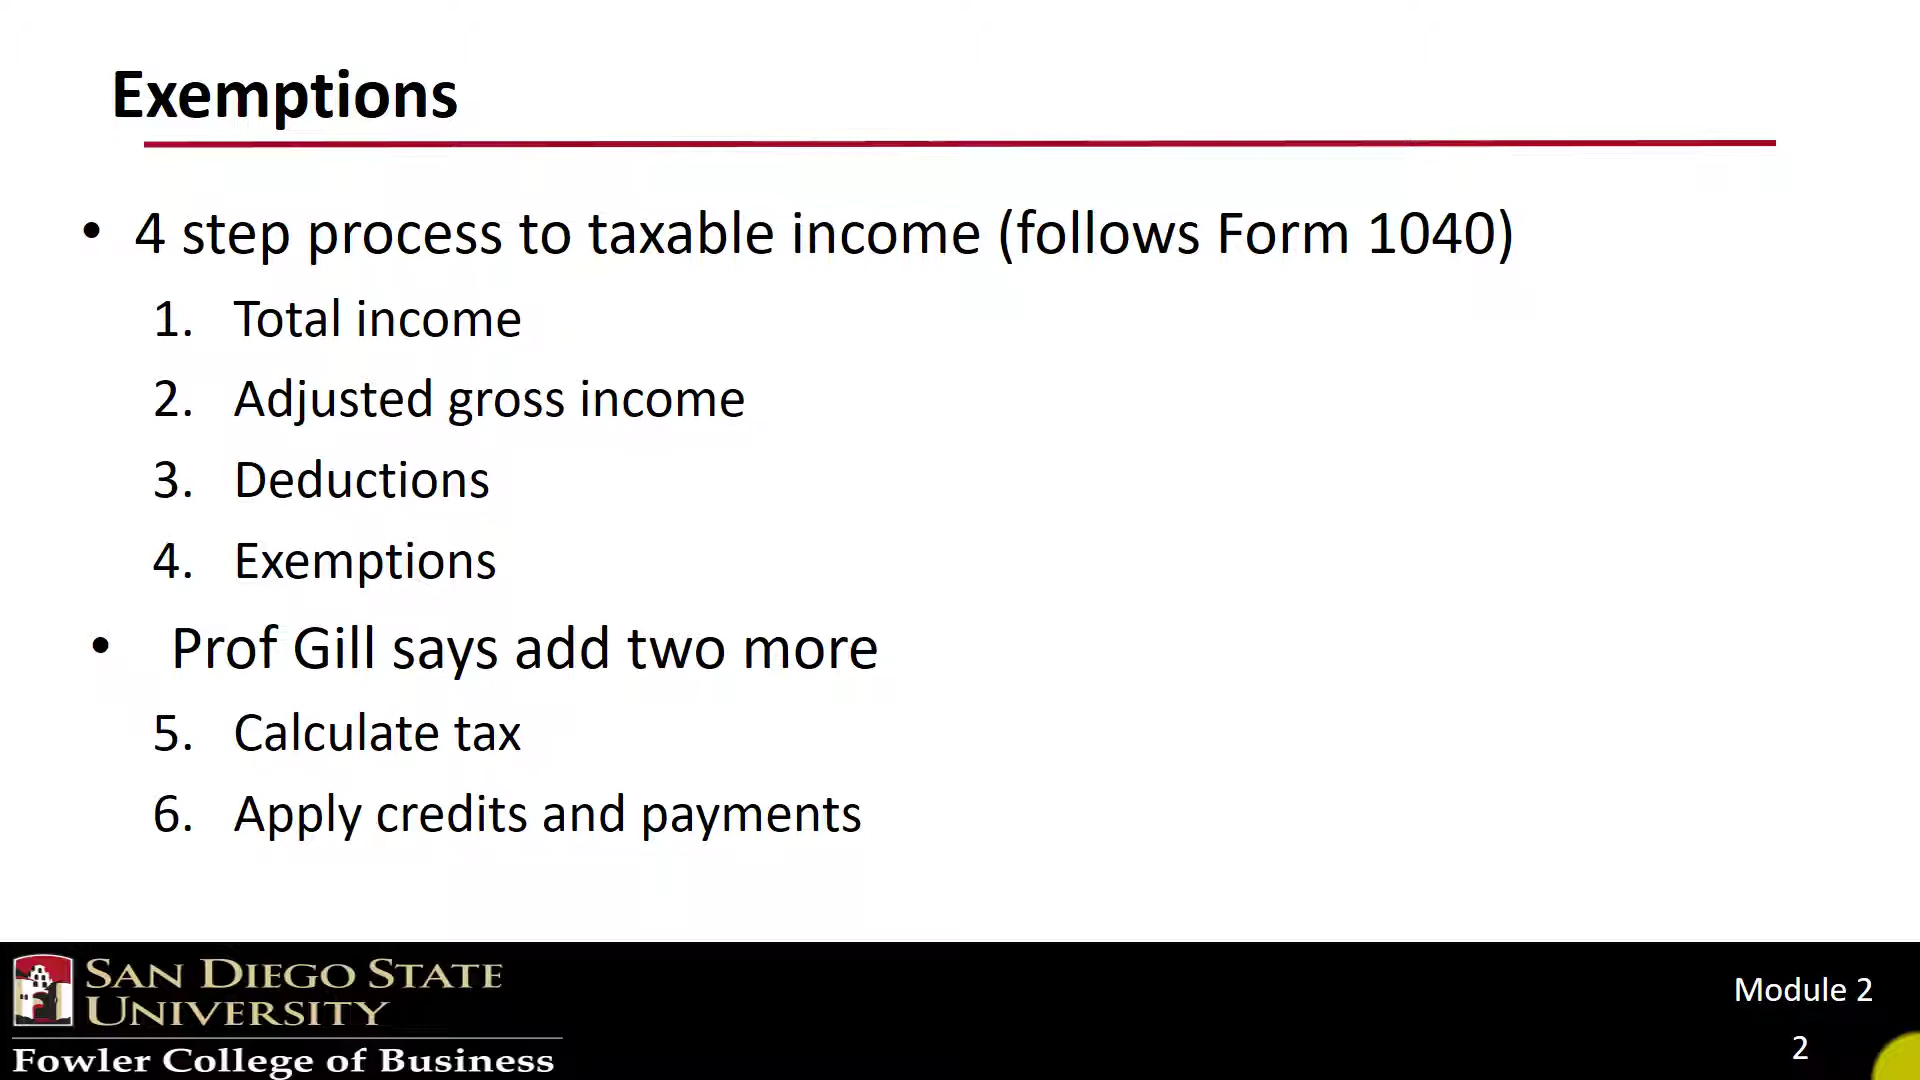 Exemptions
• 4 step process to taxable income (follows Form 1040)
1. Total income
2. Adjusted gross income
3. Deductions
4. Exemptions
• Prof Gill says add two more
5. Calculate tax
6. Apply credits and payments
SAN DIEGO STATE
UNIVERSITY
Fowler College of Business
Module 2
2